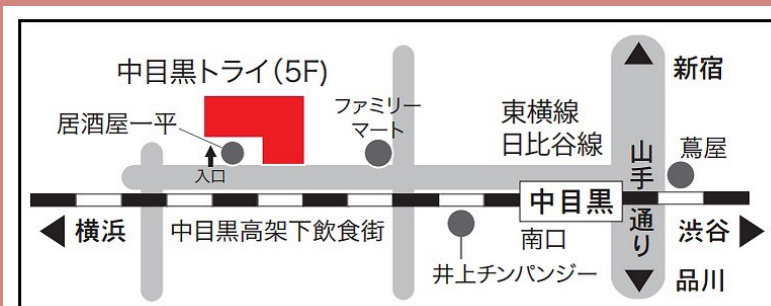 中目黒トライ(5F)
居酒屋一平
ファミリー
マート
入口
東横線
日比谷線
新宿
蔦屋
山手通り
中目黒
横浜
中目黒高架下飲食街
南口
渋谷
井上チンパンジー
品川